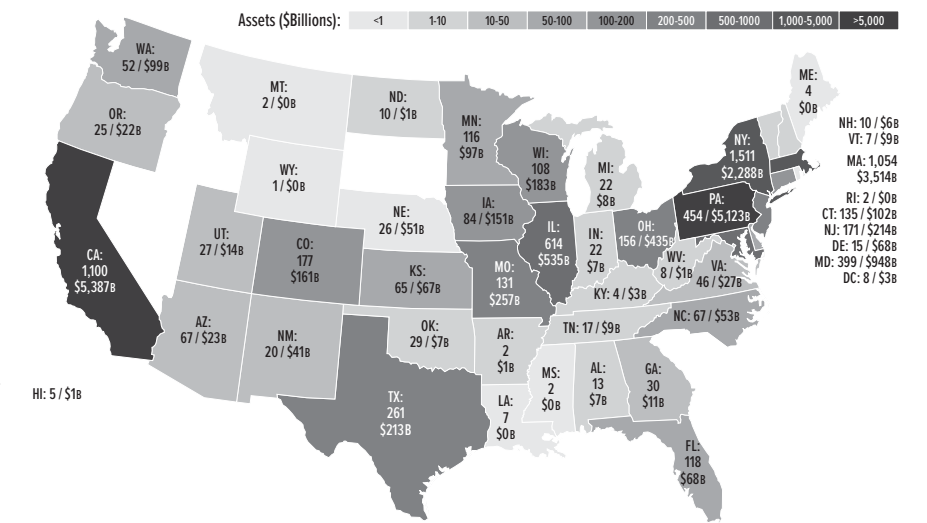 Assets ($Billions): <1 1-10 10-50 50-100 100-200 200-500 500-1000 1,000-5,000 >5,000
WA:
52 / $99B
OR:
25 / $22B
CA:
1,100
$5,387B
HI: 5 / $1B
MT:
2 / $0B
WY:
1 / $0B
UT:
27 / $14B
CO:
177
$161B
AZ:
67 / $23B
NM:
20 / $41B
ND:
10 / $1B
NE:
26 / $51B
KS:
65 / $67B
OK:
29 / $7B
TX:
261
$213B
MN:
116
$97B
IA:
84 / $151B
MO:
131
$257B
AR:
2
$1B
LA:
7
$0B
WI:
108
$183B
IL:
614
$535B
MI:
22
$8B
IN:
22
$7B
OH:
156 / $435B
KY: 4 / $3B
TN: 17 / $9B
MS:
2
$0B
AL:
13
$7B
GA:
30
$11B
FL:
118
$68B
NC: 67 / $53B
VA:
46 / $27B
WV:
8 / $1B
PA:
454 / $5,123B
NY:
1,511
$2,288B
ME:
4
$0B
NH: 10 / $6B
VT: 7 / $9B
MA: 1,054
$3,514B
RI: 2 / $0B
CT: 135 / $102B
NJ: 171 / $214B
DE: 15 / $68B
MD: 399 / $948B
DC: 8 / $3B